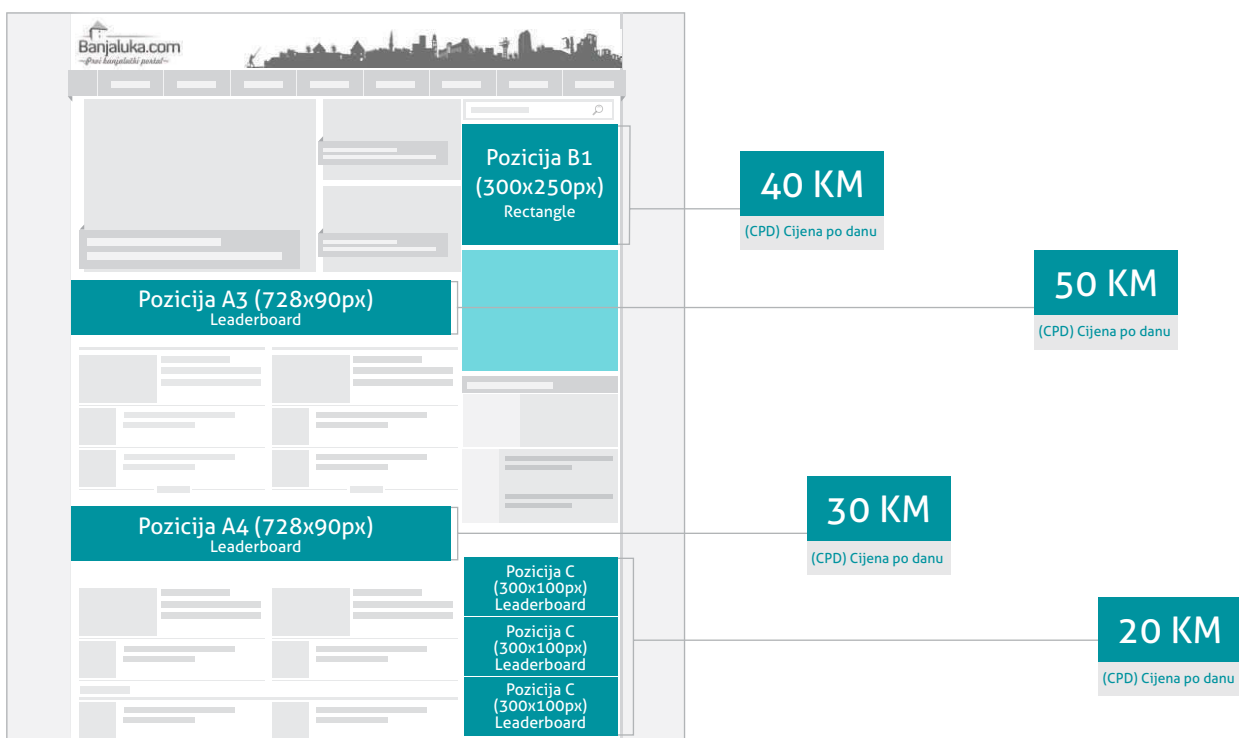 Banjaluka.com
~Prvi banjalučki portal~
Pozicija B1
(300x250px)
Rectangle
40 KM
(CPD) Cijena po danu
Pozicija A3 (728x90px)
Leaderboard
50 KM
(CPD) Cijena po danu
Pozicija A4 (728x90px)
Leaderboard
30 KM
(CPD) Cijena po danu
Pozicija C
(300x100px)
Leaderboard
Pozicija C
(300x100px)
Leaderboard
Pozicija C
(300x100px)
Leaderboard
20 KM
(CPD) Cijena po danu